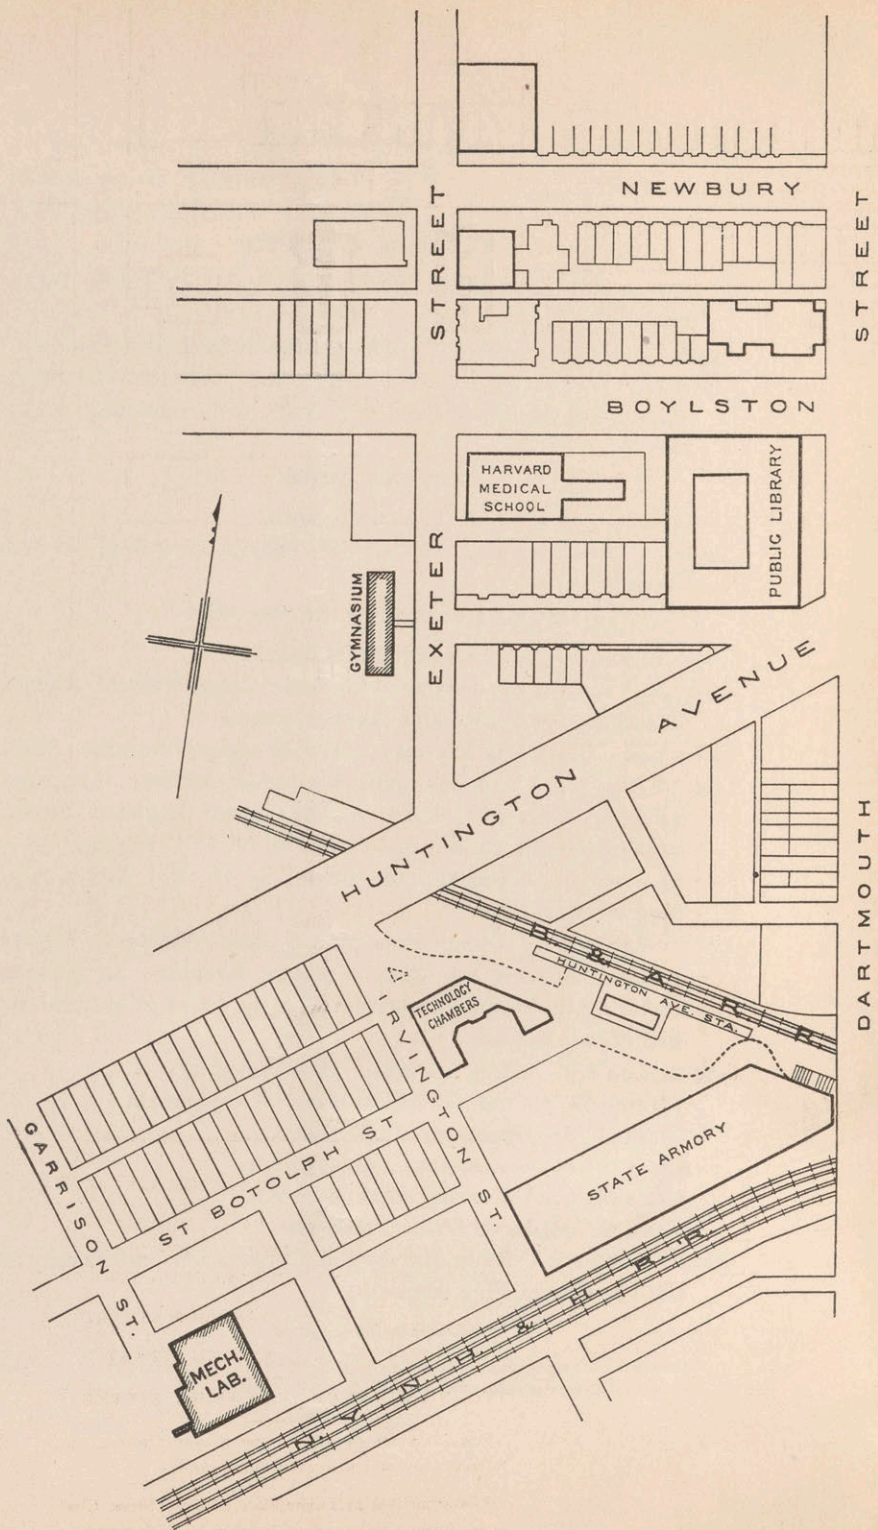 NEWBURY
STREET
STREET
BOYLSTON
HARVARD
MEDICAL
SCHOOL
PUBLIC LIBRARY
EXETER
GYMNASIUM
HUNTINGTON AVENUE
DARTMOUTH
B. & A. R. R.
HUNTINGTON AVE. STA.
TECHNOLOGY
CHAMBERS
IRVINGTON ST.
GARRISON ST.
ST BOTOLPH ST
STATE ARMORY
MECH.
LAB.
N. Y. N. H. & H. R. R.